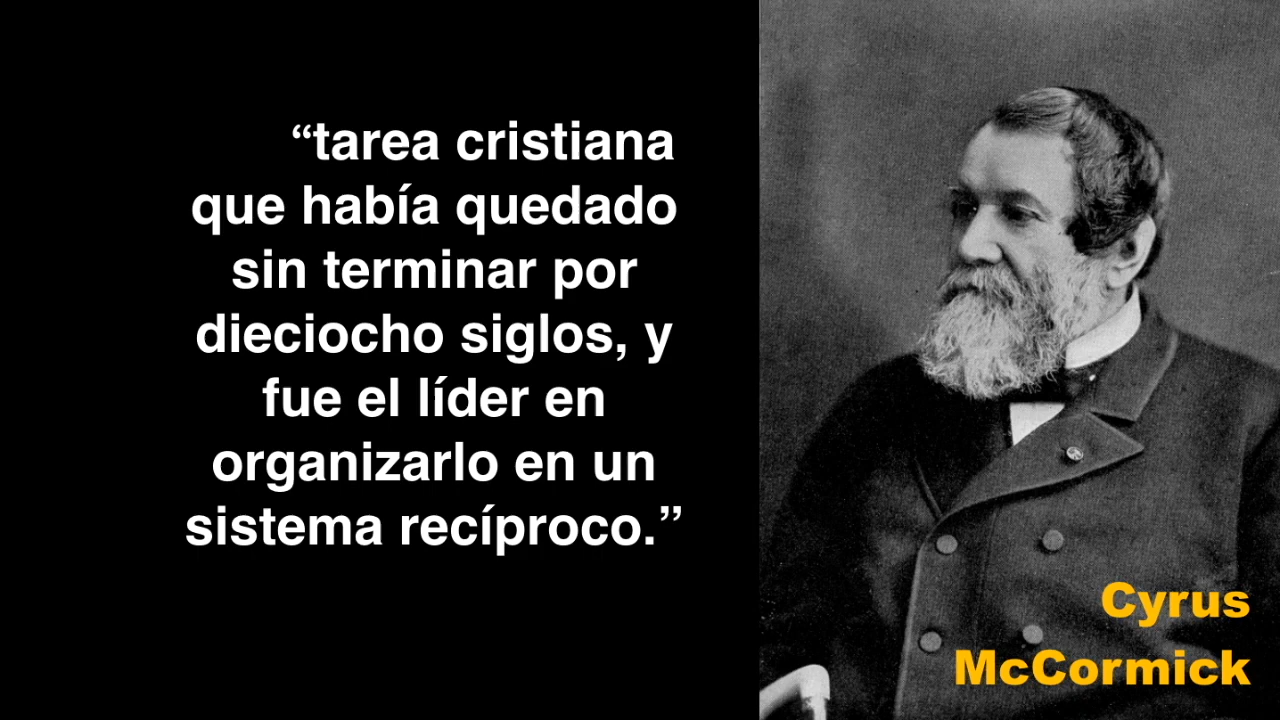 “tarea cristiana
que había quedado
sin terminar por
dieciocho siglos, y
fue el líder en
organizarlo en un
sistema recíproco.”
Cyrus
McCormick